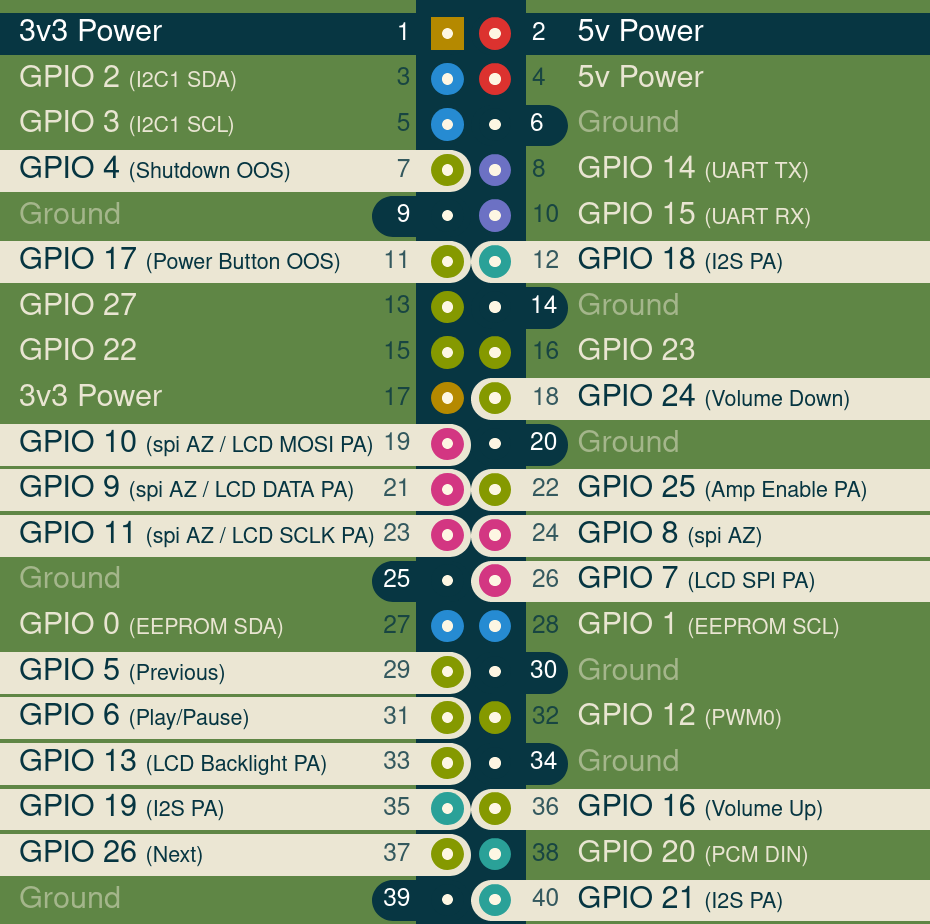 3v3 Power 1 2 5v Power
GPIO 2 (I2C1 SDA) 3 4 5v Power
GPIO 3 (I2C1 SCL) 5 6 Ground
GPIO 4 (Shutdown OOS) 7 8 GPIO 14 (UART TX)
Ground 9 10 GPIO 15 (UART RX)
GPIO 17 (Power Button OOS) 11 12 GPIO 18 (I2S PA)
GPIO 27 13 14 Ground
GPIO 22 15 16 GPIO 23
3v3 Power 17 18 GPIO 24 (Volume Down)
GPIO 10 (spi AZ / LCD MOSI PA) 19 20 Ground
GPIO 9 (spi AZ / LCD DATA PA) 21 22 GPIO 25 (Amp Enable PA)
GPIO 11 (spi AZ / LCD SCLK PA) 23 24 GPIO 8 (spi AZ)
Ground 25 26 GPIO 7 (LCD SPI PA)
GPIO 0 (EEPROM SDA) 27 28 GPIO 1 (EEPROM SCL)
GPIO 5 (Previous) 29 30 Ground
GPIO 6 (Play/Pause) 31 32 GPIO 12 (PWM0)
GPIO 13 (LCD Backlight PA) 33 34 Ground
GPIO 19 (I2S PA) 35 36 GPIO 16 (Volume Up)
GPIO 26 (Next) 37 38 GPIO 20 (PCM DIN)
Ground 39 40 GPIO 21 (I2S PA)